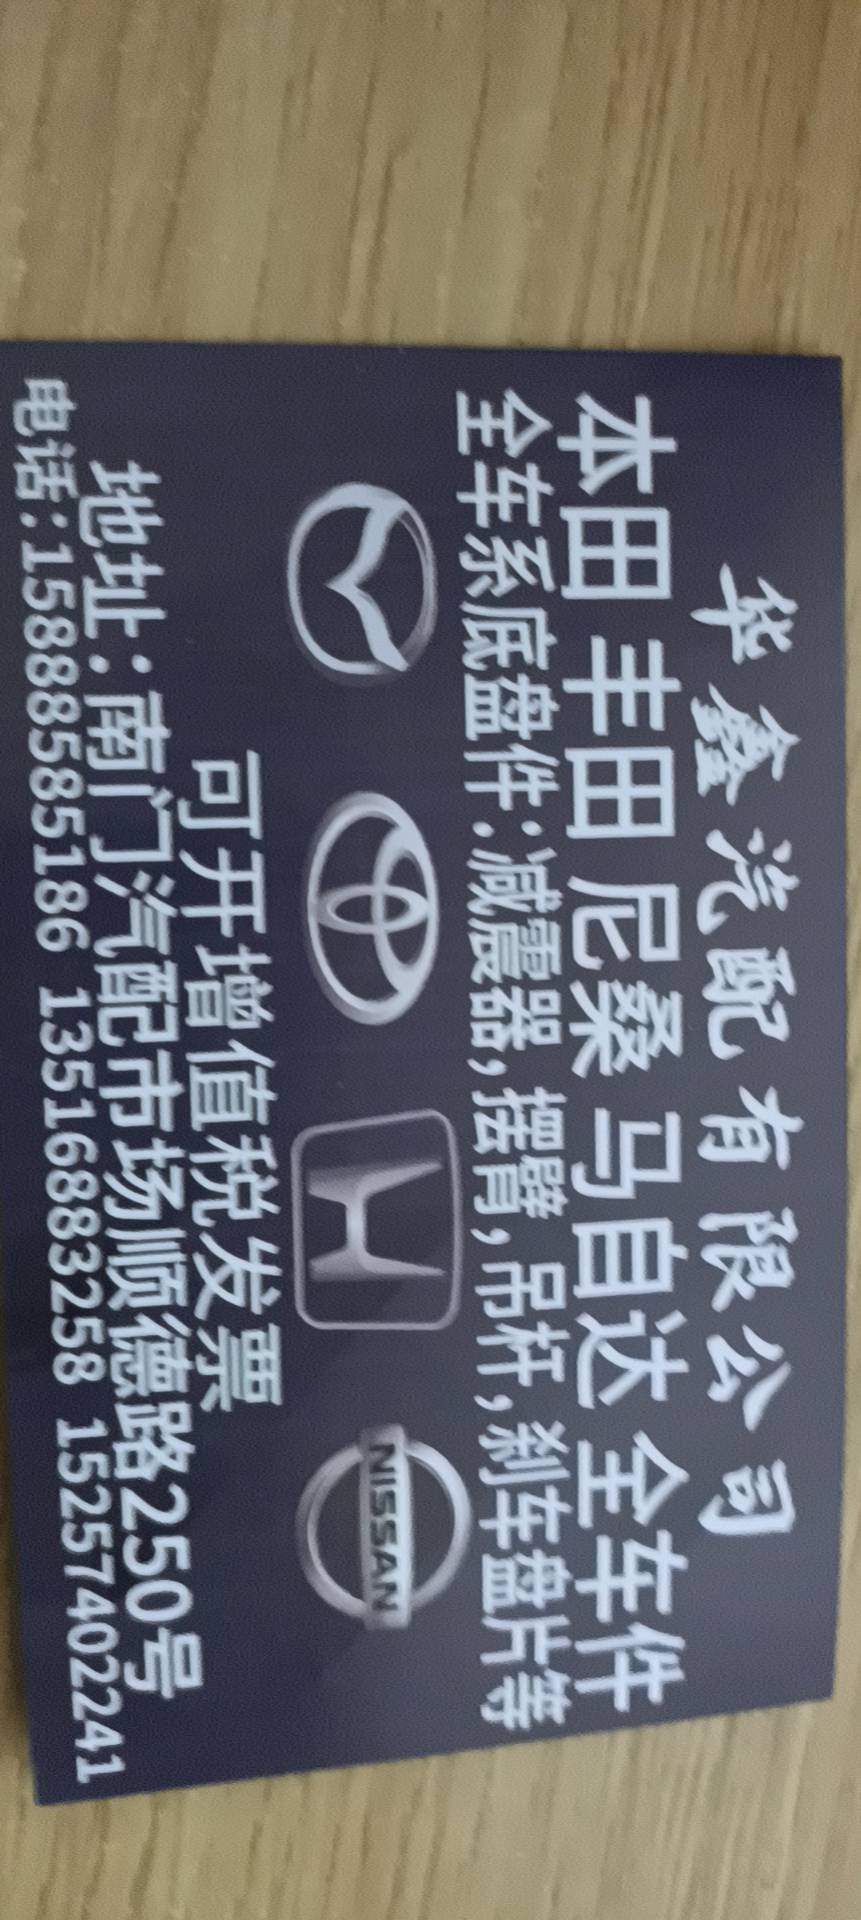 华鑫汽配有限公司
本田 丰田 尼桑 马自达 全车件
全车系底盘件:减震器,摆臂,吊杆,刹车盘片等
NISSAN
可开增值税发票
地址:南门汽配市场顺德路250号
电话:15888585186 13516883258 15257402241